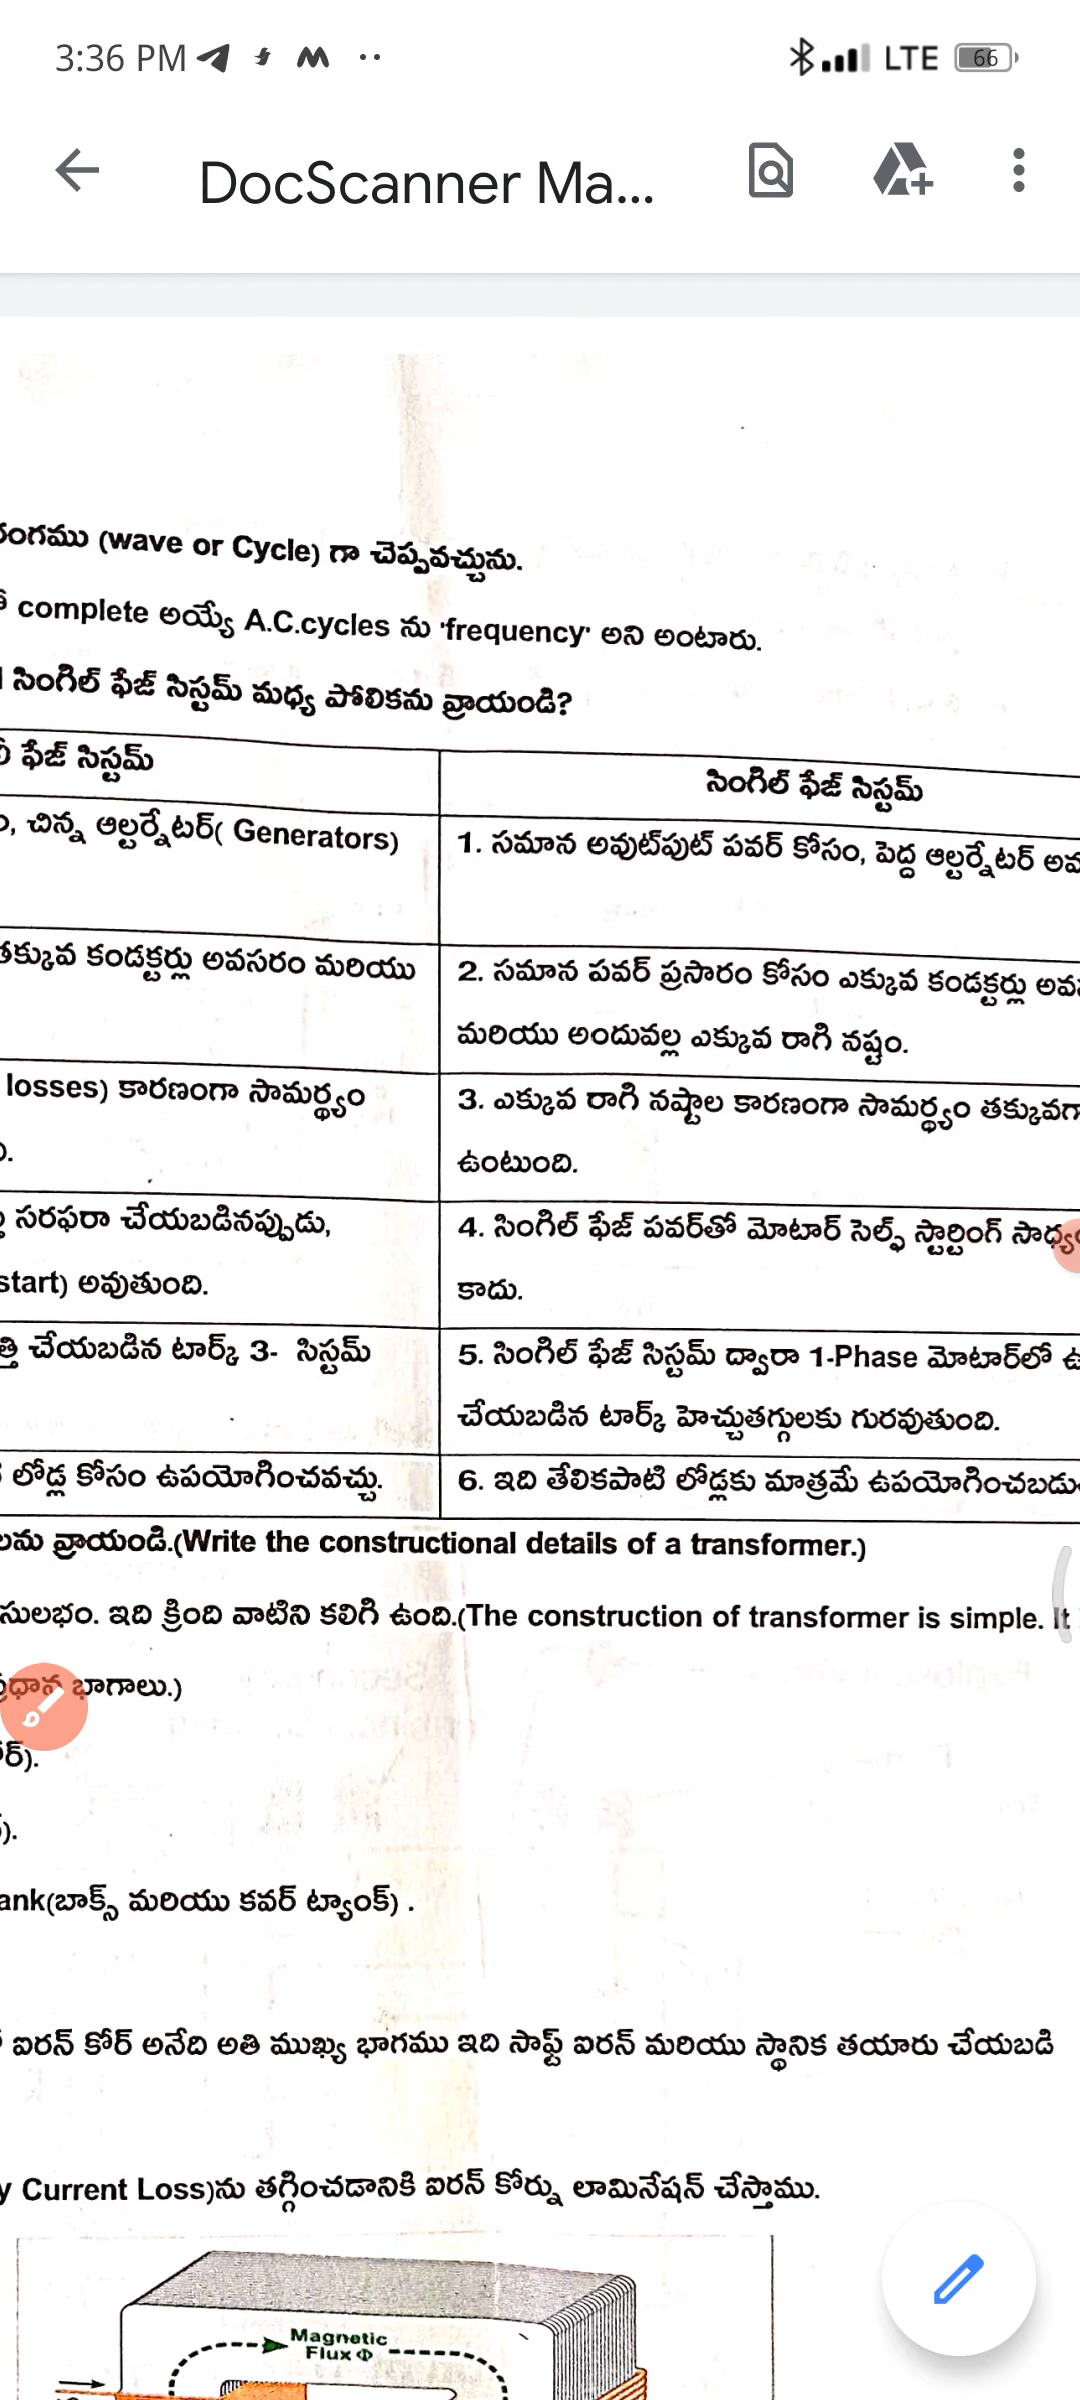 3:36 PM
LTE 66
DocScanner Ma...
(wave or Cycle) గా చెప్పవచ్చును.
complete అయ్యే A.C.cycles ను 'frequency' అని అంటారు.
సింగిల్ ఫేజ్ సిస్టమ్ మధ్య పోలికను వ్రాయండి?
ఫేజ్ సిస్టమ్
సింగిల్ ఫేజ్ సిస్టమ్
చిన్న ఆల్టర్నేటర్( Generators)
1. సమాన అవుట్‌పుట్ పవర్ కోసం, పెద్ద ఆల్టర్నేటర్
తక్కువ కండక్టర్లు అవసరం మరియు
2. సమాన పవర్ ప్రసారం కోసం ఎక్కువ కండక్టర్లు
మరియు అందువల్ల ఎక్కువ రాగి నష్టం.
losses) కారణంగా సామర్థ్యం
3. ఎక్కువ రాగి నష్టాల కారణంగా సామర్థ్యం తక్కువగా
ఉంటుంది.
సరఫరా చేయబడినప్పుడు,
start) అవుతుంది.
4. సింగిల్ ఫేజ్ పవర్‌తో మోటార్ సెల్ఫ్ స్టార్టింగ్
కాదు.
చేయబడిన టార్క్ 3- సిస్టమ్
5. సింగిల్ ఫేజ్ సిస్టమ్ ద్వారా 1-Phase మోటార్‌లో
చేయబడిన టార్క్ హెచ్చుతగ్గులకు గురవుతుంది.
లోడ్ల కోసం ఉపయోగించవచ్చు.
6. ఇది తేలికపాటి లోడ్లకు మాత్రమే ఉపయోగించబడు
వ్రాయండి.(Write the constructional details of a transformer.)
సులభం. ఇది క్రింది వాటిని కలిగి ఉంది.(The construction of transformer is simple. It
భాగాలు.)
ank(బాక్స్ మరియు కవర్ ట్యాంక్) .
ఐరన్ కోర్ అనేది అతి ముఖ్య భాగము ఇది సాఫ్ట్ ఐరన్ మరియు స్థానిక తయారు చేయబడి
Current Loss)ను తగ్గించడానికి ఐరన్ కోర్ను లామినేషన్ చేస్తాము.
Magnetic
Flux Φ